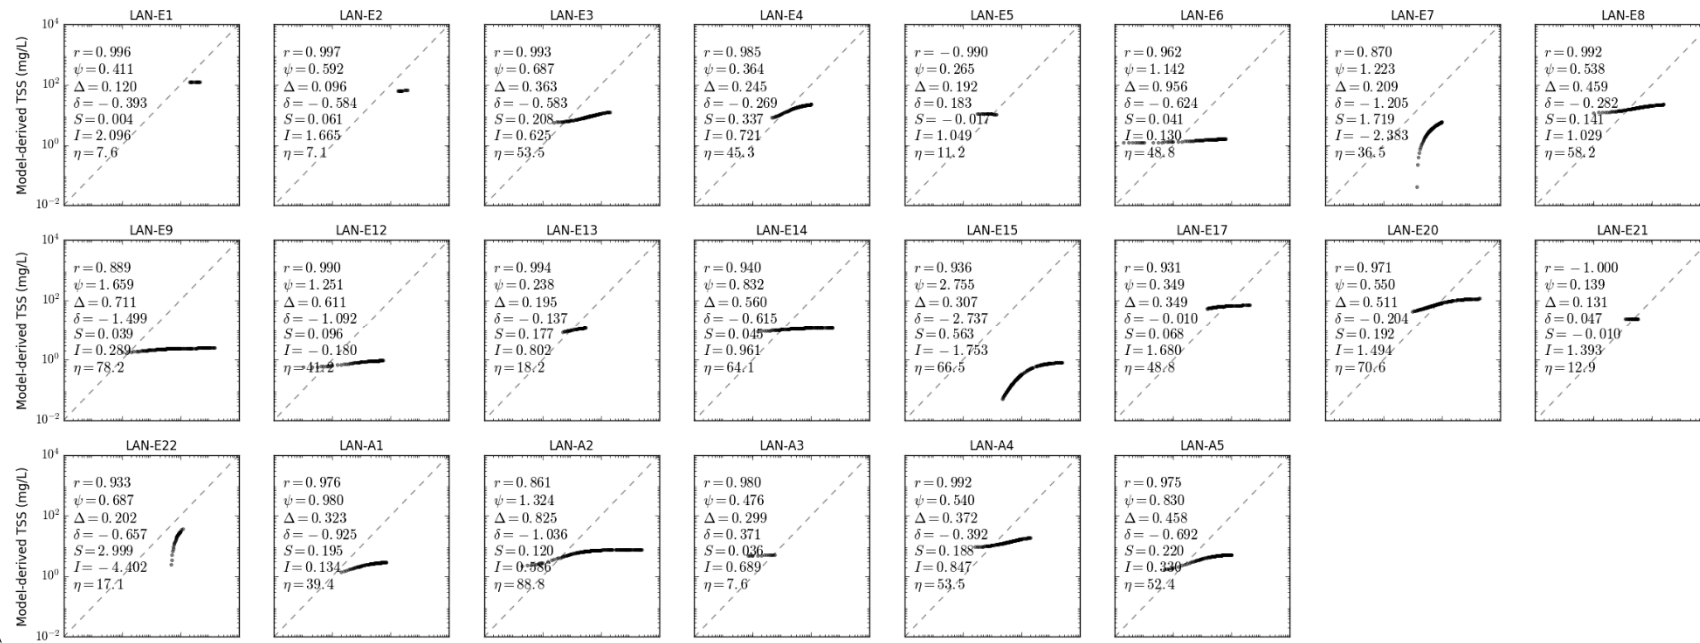 LAN-E1
LAN-E2
LAN-E3
LAN-E4
LAN-E5
LAN-E6
LAN-E7
LAN-E8
Model-derived TSS (mg/L)
10⁴
10²
10⁰
10⁻²
r = 0.996
ψ = 0.411
Δ = 0.120
δ = − 0.393
S = 0.004
I = 2.096
η = 7.6
r = 0.997
ψ = 0.592
Δ = 0.096
δ = − 0.584
S = 0.061
I = 1.665
η = 7.1
r = 0.993
ψ = 0.687
Δ = 0.363
δ = − 0.583
S = 0.208
I = 0.625
η = 53.5
r = 0.985
ψ = 0.364
Δ = 0.245
δ = − 0.269
S = 0.337
I = 0.721
η = 45.3
r = − 0.990
ψ = 0.265
Δ = 0.192
δ = 0.183
S = − 0.017
I = 1.049
η = 11.2
r = 0.962
ψ = 1.142
Δ = 0.956
δ = − 0.624
S = 0.041
I = 0.130
η = 48.8
r = 0.870
ψ = 1.223
Δ = 0.209
δ = − 1.205
S = 1.719
I = − 2.383
η = 36.5
r = 0.992
ψ = 0.538
Δ = 0.459
δ = − 0.282
S = 0.141
I = 1.029
η = 58.2
LAN-E9
LAN-E12
LAN-E13
LAN-E14
LAN-E15
LAN-E17
LAN-E20
LAN-E21
Model-derived TSS (mg/L)
10⁴
10²
10⁰
10⁻²
r = 0.889
ψ = 1.659
Δ = 0.711
δ = − 1.499
S = 0.039
I = 0.289
η = 78.2
r = 0.990
ψ = 1.251
Δ = 0.611
δ = − 1.092
S = 0.096
I = − 0.180
η = 41.2
r = 0.994
ψ = 0.238
Δ = 0.195
δ = − 0.137
S = 0.177
I = 0.802
η = 18.2
r = 0.940
ψ = 0.832
Δ = 0.560
δ = − 0.615
S = 0.045
I = 0.961
η = 64.1
r = 0.936
ψ = 2.755
Δ = 0.307
δ = − 2.737
S = 0.563
I = − 1.753
η = 66.5
r = 0.931
ψ = 0.349
Δ = 0.349
δ = − 0.010
S = 0.068
I = 1.680
η = 48.8
r = 0.971
ψ = 0.550
Δ = 0.511
δ = − 0.204
S = 0.192
I = 1.494
η = 70.6
r = − 1.000
ψ = 0.139
Δ = 0.131
δ = 0.047
S = − 0.010
I = 1.393
η = 12.9
LAN-E22
LAN-A1
LAN-A2
LAN-A3
LAN-A4
LAN-A5
Model-derived TSS (mg/L)
10⁴
10²
10⁰
10⁻²
r = 0.933
ψ = 0.687
Δ = 0.202
δ = − 0.657
S = 2.999
I = − 4.402
η = 17.1
r = 0.976
ψ = 0.980
Δ = 0.323
δ = − 0.925
S = 0.195
I = 0.134
η = 39.4
r = 0.861
ψ = 1.324
Δ = 0.825
δ = − 1.036
S = 0.120
I = 0.586
η = 88.8
r = 0.980
ψ = 0.476
Δ = 0.299
δ = 0.371
S = 0.036
I = 0.689
η = 7.6
r = 0.992
ψ = 0.540
Δ = 0.372
δ = − 0.392
S = 0.188
I = 0.847
η = 53.5
r = 0.975
ψ = 0.830
Δ = 0.458
δ = − 0.692
S = 0.220
I = 0.330
η = 52.4